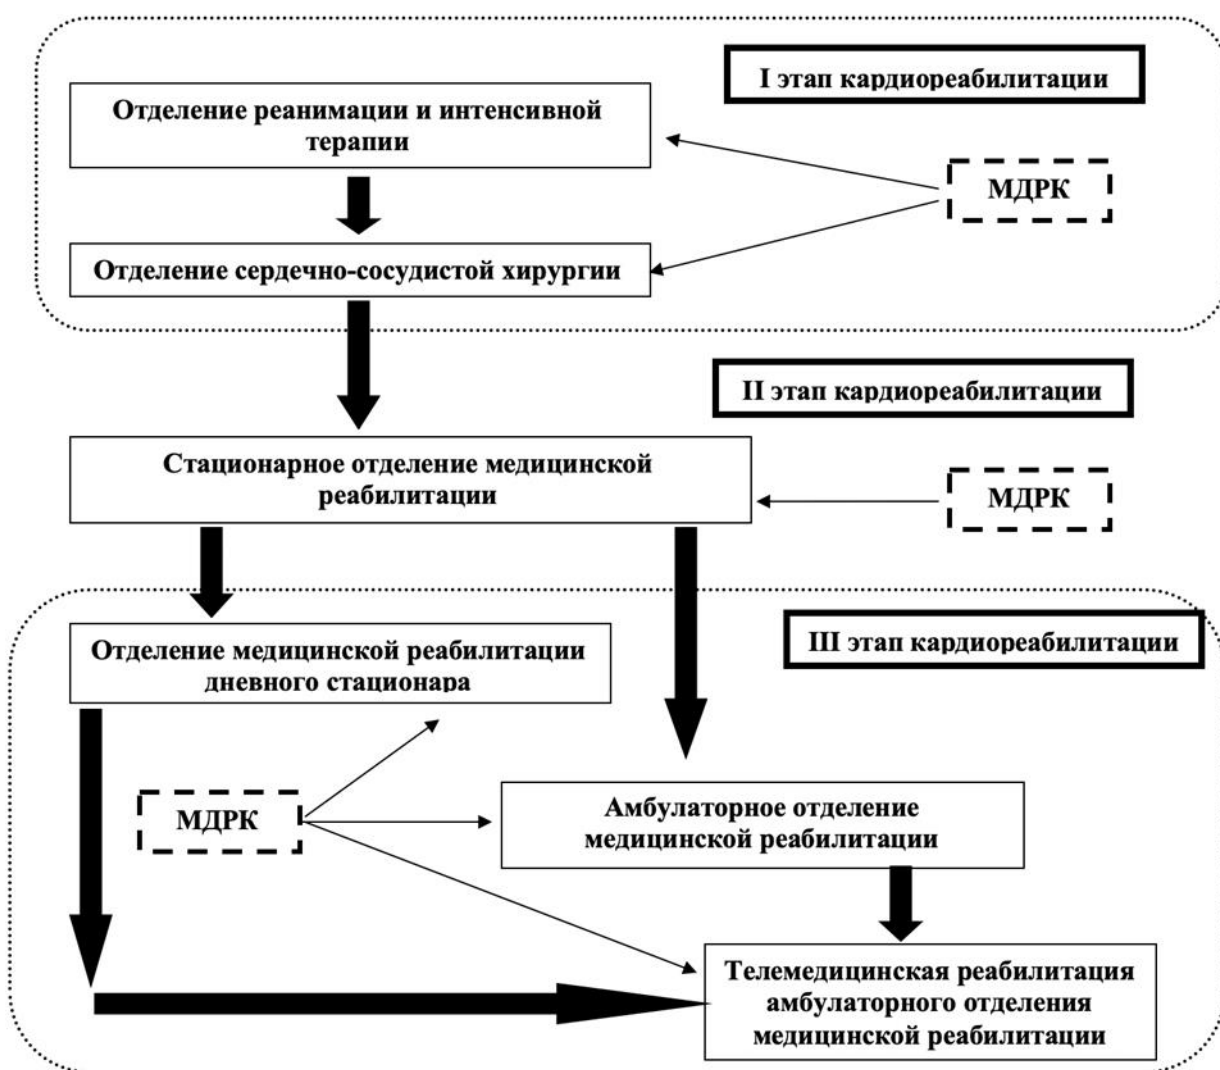 I этап кардиореабилитации
Отделение реанимации и интенсивной
терапии
МДРК
Отделение сердечно-сосудистой хирургии
II этап кардиореабилитации
Стационарное отделение медицинской
реабилитации
МДРК
III этап кардиореабилитации
Отделение медицинской реабилитации
дневного стационара
МДРК
Амбулаторное отделение
медицинской реабилитации
Телемедицинская реабилитация
амбулаторного отделения
медицинской реабилитации